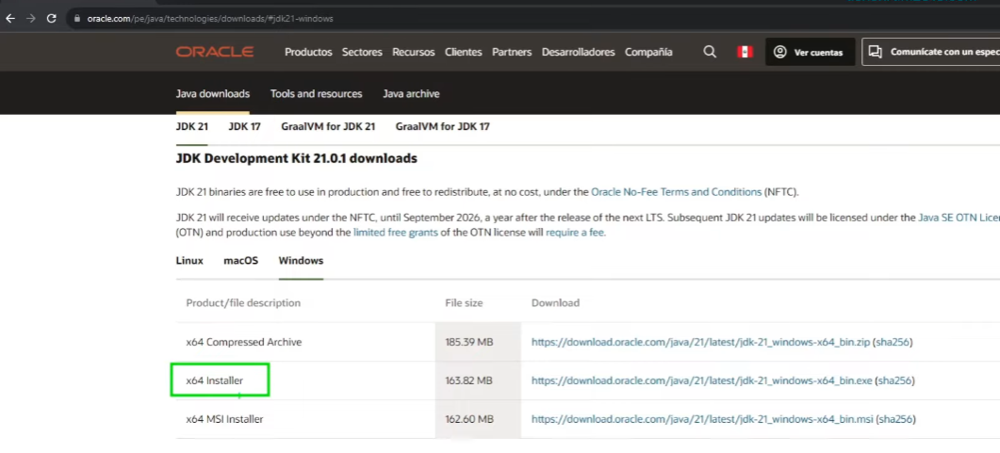 oracle.com/pe/java/technologies/downloads/#jdk21-windows
ORACLE Productos Sectores Recursos Clientes Partners Desarrolladores Compañía Ver cuentas Comunícate con un espec
Java downloads Tools and resources Java archive
JDK 21 JDK 17 GraalVM for JDK 21 GraalVM for JDK 17
JDK Development Kit 21.0.1 downloads
JDK 21 binaries are free to use in production and free to redistribute, at no cost, under the Oracle No-Fee Terms and Conditions (NFTC).
JDK 21 will receive updates under the NFTC, until September 2026, a year after the release of the next LTS. Subsequent JDK 21 updates will be licensed under the Java SE OTN Licen
(OTN) and production use beyond the limited free grants of the OTN license will require a fee.
Linux macOS Windows
Product/file description File size Download
x64 Compressed Archive 185.39 MB https://download.oracle.com/java/21/latest/jdk-21_windows-x64_bin.zip (sha256)
x64 Installer 163.82 MB https://download.oracle.com/java/21/latest/jdk-21_windows-x64_bin.exe (sha256)
x64 MSI Installer 162.60 MB https://download.oracle.com/java/21/latest/jdk-21_windows-x64_bin.msi (sha256)